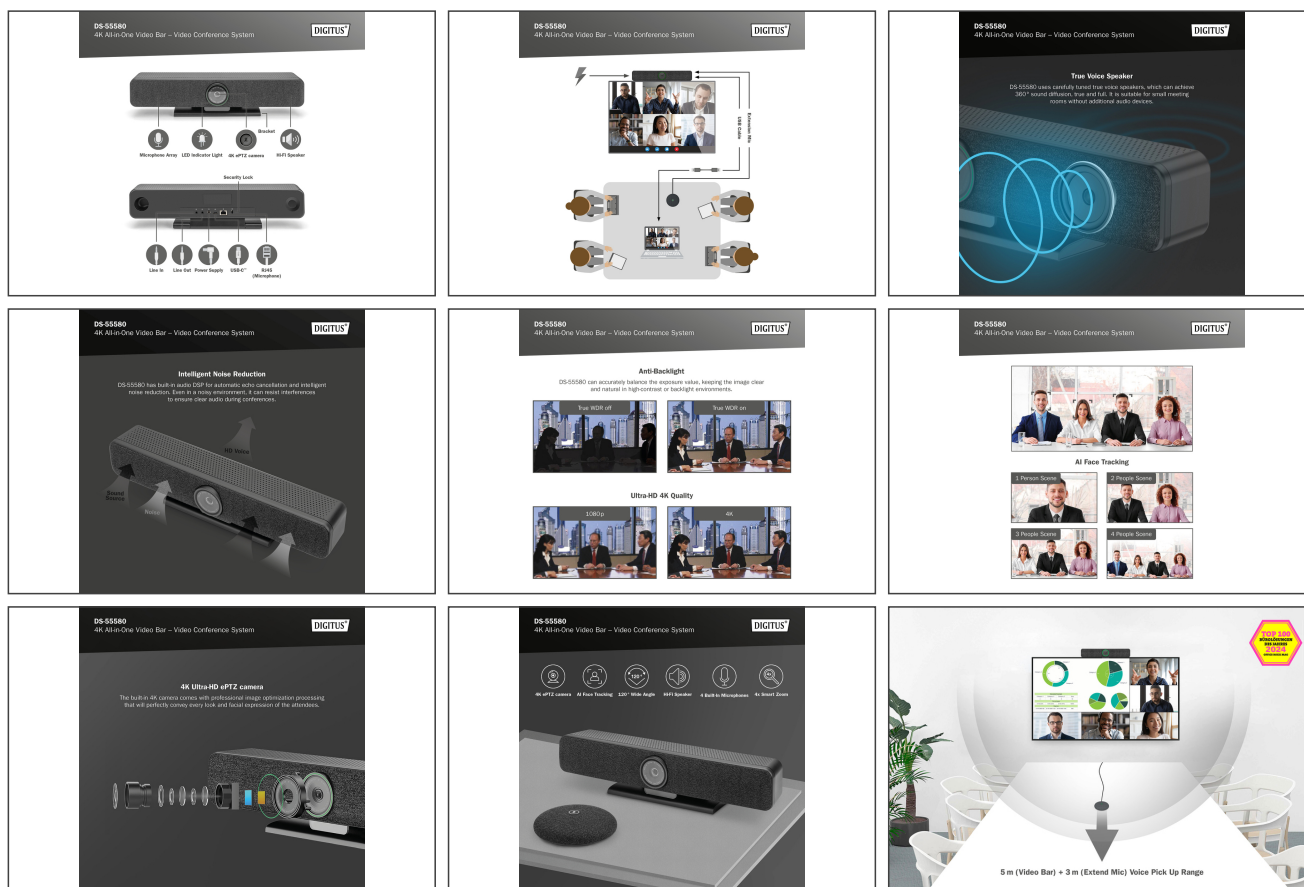 DS-55580
4K All-in-One Video Bar – Video Conference System
DIGITUS®
Bracket
Microphone Array
LED Indicator Light
4K ePTZ camera
Hi-Fi Speaker
Security Lock
Line In
Line Out
Power Supply
USB-C™
RJ45
(Microphone)
DS-55580
4K All-in-One Video Bar – Video Conference System
DIGITUS®
USB Cable
Extension Mic
DS-55580
4K All-in-One Video Bar – Video Conference System
DIGITUS®
True Voice Speaker
DS-55580 uses carefully tuned true voice speakers, which can achieve
360° sound diffusion, true and full. It is suitable for small meeting
rooms without additional audio devices.
DS-55580
4K All-in-One Video Bar – Video Conference System
DIGITUS®
Intelligent Noise Reduction
DS-55580 has built-in audio DSP for automatic echo cancellation and intelligent
noise reduction. Even in a noisy environment, it can resist interferences
to ensure clear audio during conferences.
HD Voice
Sound
Source
Noise
DS-55580
4K All-in-One Video Bar – Video Conference System
DIGITUS®
Anti-Backlight
DS-55580 can accurately balance the exposure value, keeping the image clear
and natural in high-contrast or backlight environments.
True WDR off
True WDR on
Ultra-HD 4K Quality
1080p
4K
DS-55580
4K All-in-One Video Bar – Video Conference System
DIGITUS®
AI Face Tracking
1 Person Scene
2 People Scene
3 People Scene
4 People Scene
DS-55580
4K All-in-One Video Bar – Video Conference System
DIGITUS®
4K Ultra-HD ePTZ camera
The built-in 4K camera comes with professional image optimization processing
that will perfectly convey every look and facial expression of the attendees.
DS-55580
4K All-in-One Video Bar – Video Conference System
DIGITUS®
120°
4K ePTZ camera
AI Face Tracking
120° Wide Angle
Hi-Fi Speaker
4 Built-In Microphones
4x Smart Zoom
TOP 100
BÜROLÖSUNGEN
DES JAHRES
2024
5 m (Video Bar) + 3 m (Extend Mic) Voice Pick Up Range